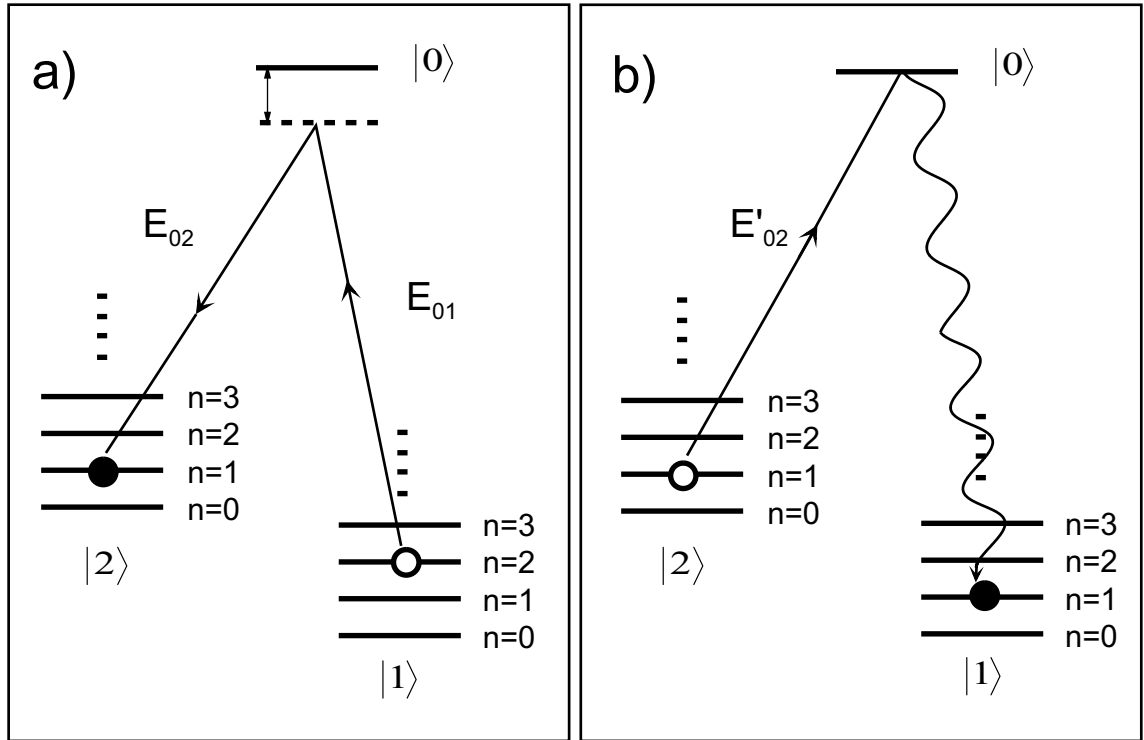 a)
|0⟩
E02
E01
n=3
n=2
n=1
n=0
|2⟩
n=3
n=2
n=1
n=0
|1⟩
b)
|0⟩
E'02
n=3
n=2
n=1
n=0
|2⟩
n=3
n=2
n=1
n=0
|1⟩